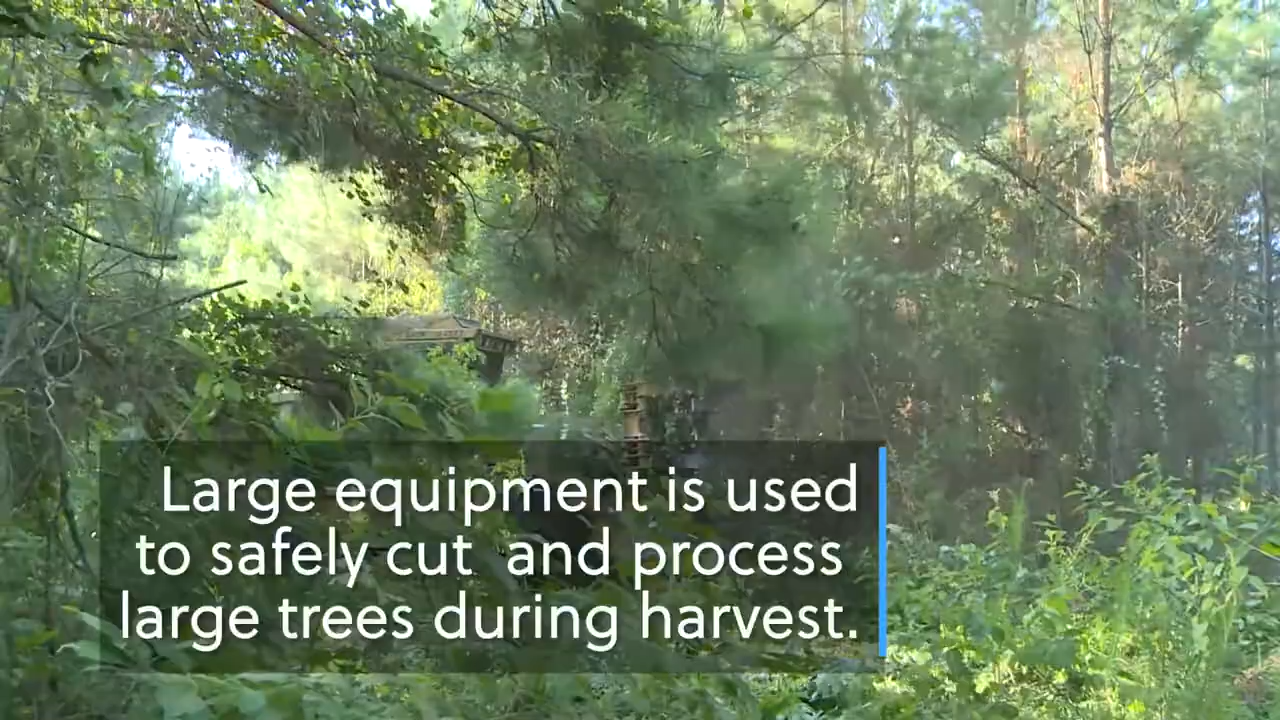 Large equipment is used
to safely cut  and process
large trees during harvest.